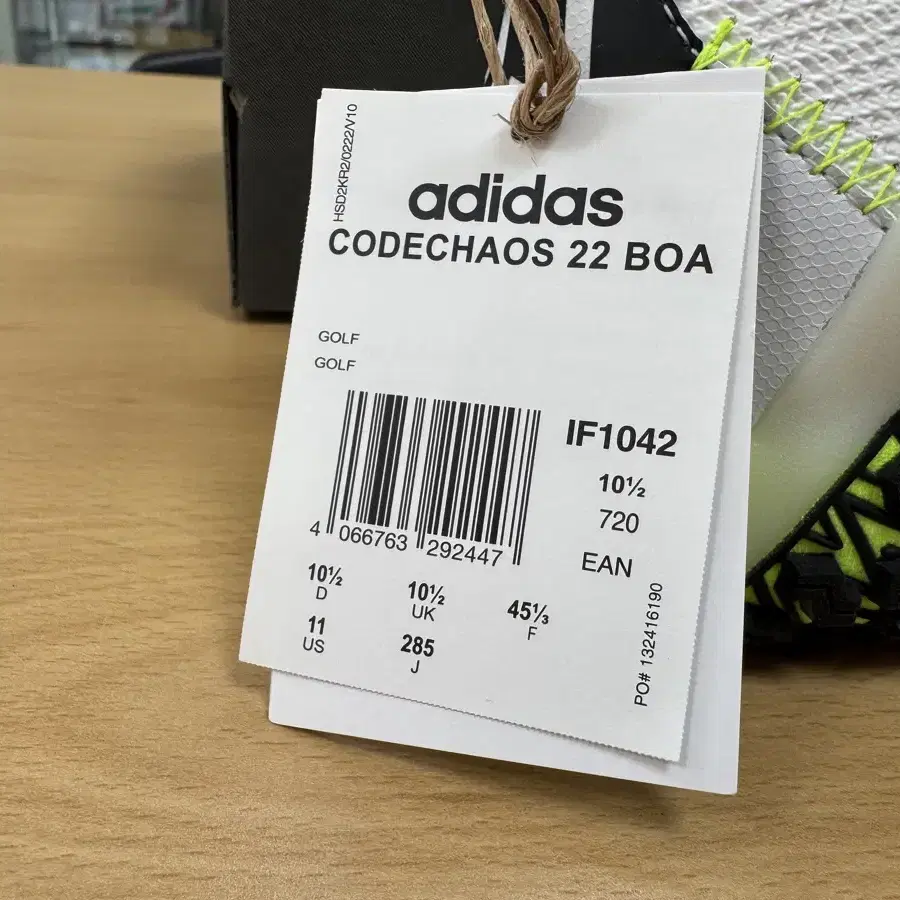 HSD2KR2/0222/V10
adidas
CODECHAOS 22 BOA
GOLF
GOLF
IF1042
10½
720
EAN
4 066763 292447
10½
D
10½
UK
45⅓
F
11
US
285
J
PO# 132416190